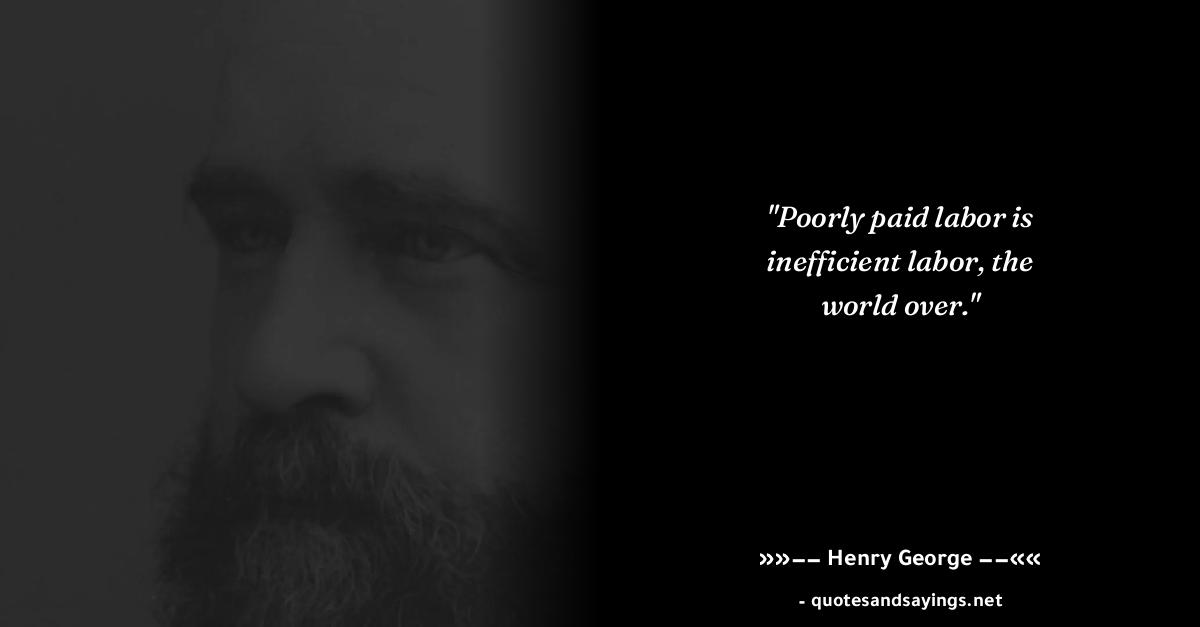 "Poorly paid labor is
inefficient labor, the
world over."
»»–– Henry George ––««
- quotesandsayings.net